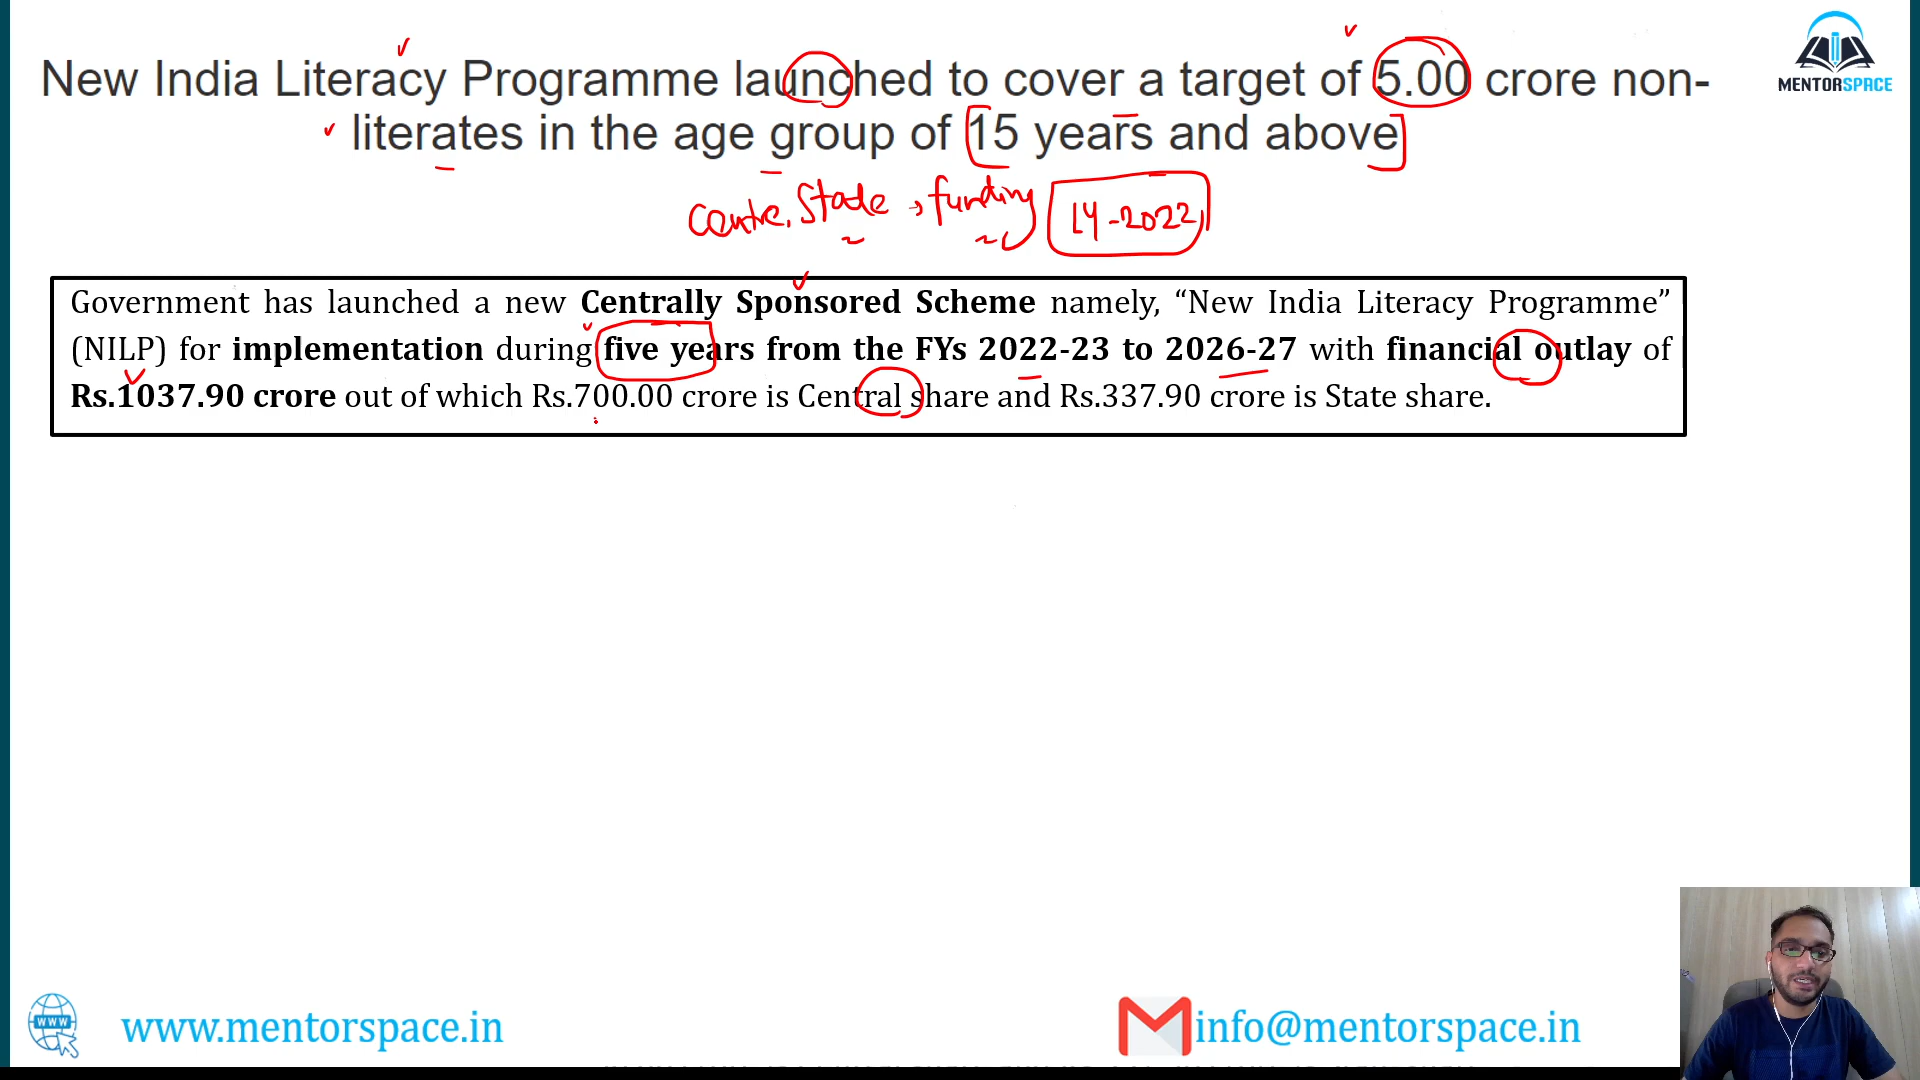 New India Literacy Programme launched to cover a target of 5.00 crore non-
literates in the age group of 15 years and above
MENTORSPACE
Centre, State, funding 14-2022
Government has launched a new Centrally Sponsored Scheme namely, “New India Literacy Programme”
(NILP) for implementation during five years from the FYs 2022-23 to 2026-27 with financial outlay of
Rs.1037.90 crore out of which Rs.700.00 crore is Central share and Rs.337.90 crore is State share.
WWW
www.mentorspace.in
info@mentorspace.in